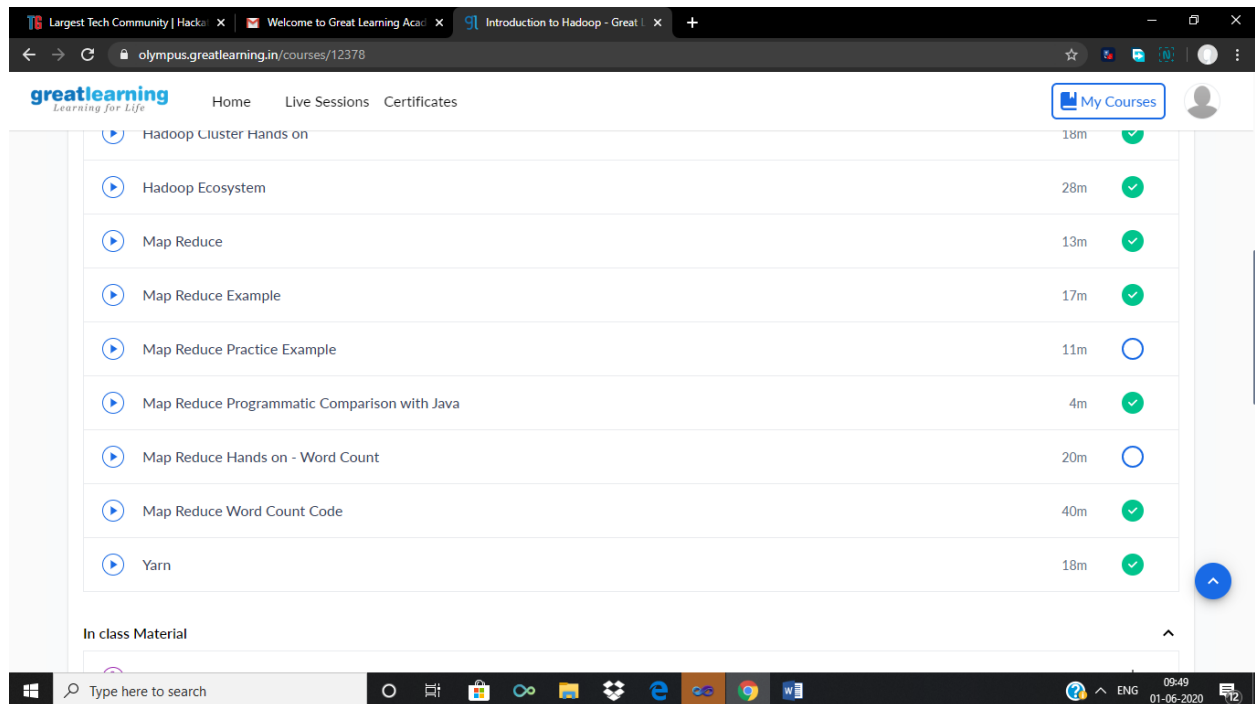 Largest Tech Community | Hacka
Welcome to Great Learning Acad
Introduction to Hadoop - Great L
olympus.greatlearning.in/courses/12378
greatlearning
Learning for Life
Home
Live Sessions
Certificates
My Courses
Hadoop Cluster Hands on
18m
Hadoop Ecosystem
28m
Map Reduce
13m
Map Reduce Example
17m
Map Reduce Practice Example
11m
Map Reduce Programmatic Comparison with Java
4m
Map Reduce Hands on - Word Count
20m
Map Reduce Word Count Code
40m
Yarn
18m
In class Material
Type here to search
ENG
09:49
01-06-2020
12